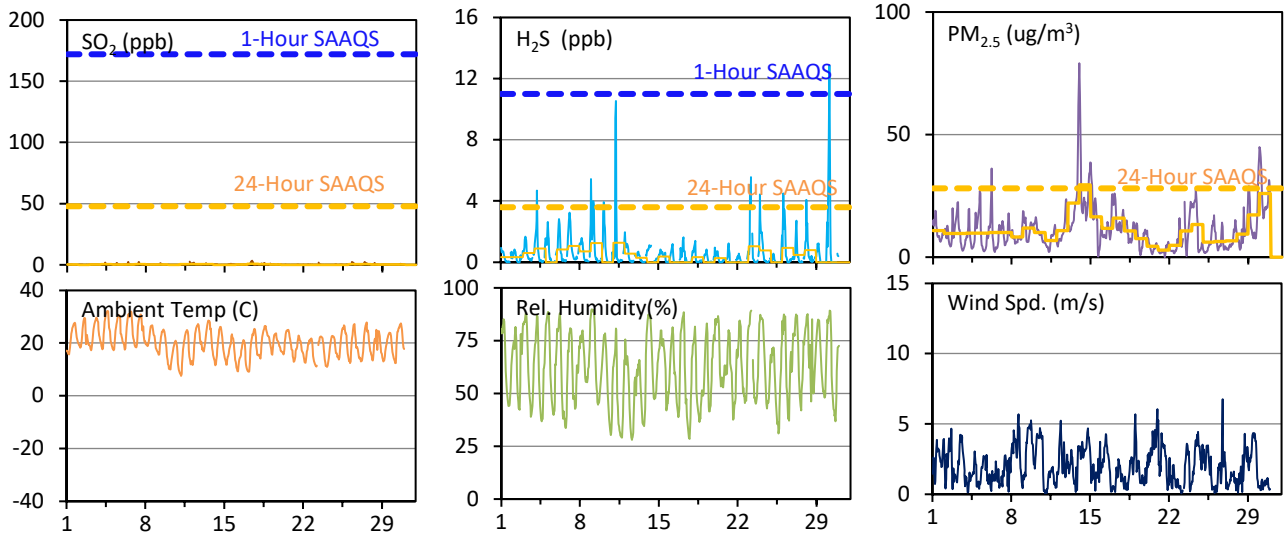 SO2 (ppb)
1-Hour SAAQS
24-Hour SAAQS
200
150
100
50
0
H2S (ppb)
1-Hour SAAQS
24-Hour SAAQS
16
12
8
4
0
PM2.5 (ug/m³)
24-Hour SAAQS
100
50
0
Ambient Temp (C)
40
20
0
-20
-40
1 8 15 22 29
Rel. Humidity(%)
100
75
50
25
0
1 8 15 22 29
Wind Spd. (m/s)
15
10
5
0
1 8 15 22 29